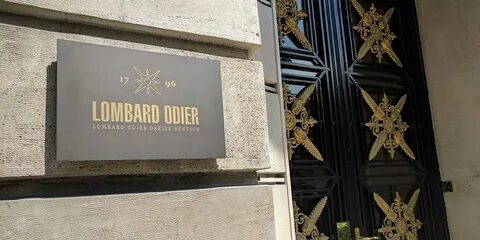 17 96
LOMBARD ODIER
LOMBARD ODIER DARIER HENTSCH